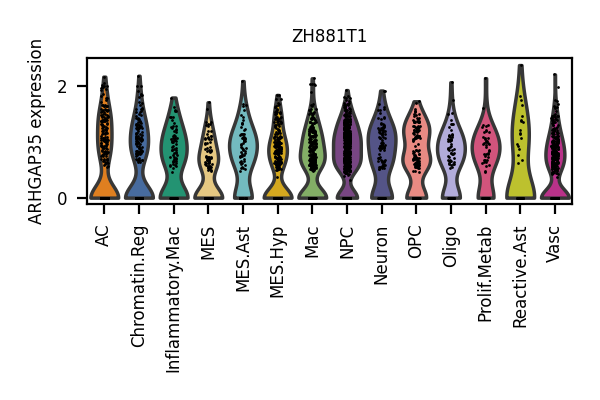 ZH881T1
ARHGAP35 expression
2
0
AC
Chromatin.Reg
Inflammatory.Mac
MES
MES.Ast
MES.Hyp
Mac
NPC
Neuron
OPC
Oligo
Prolif.Metab
Reactive.Ast
Vasc